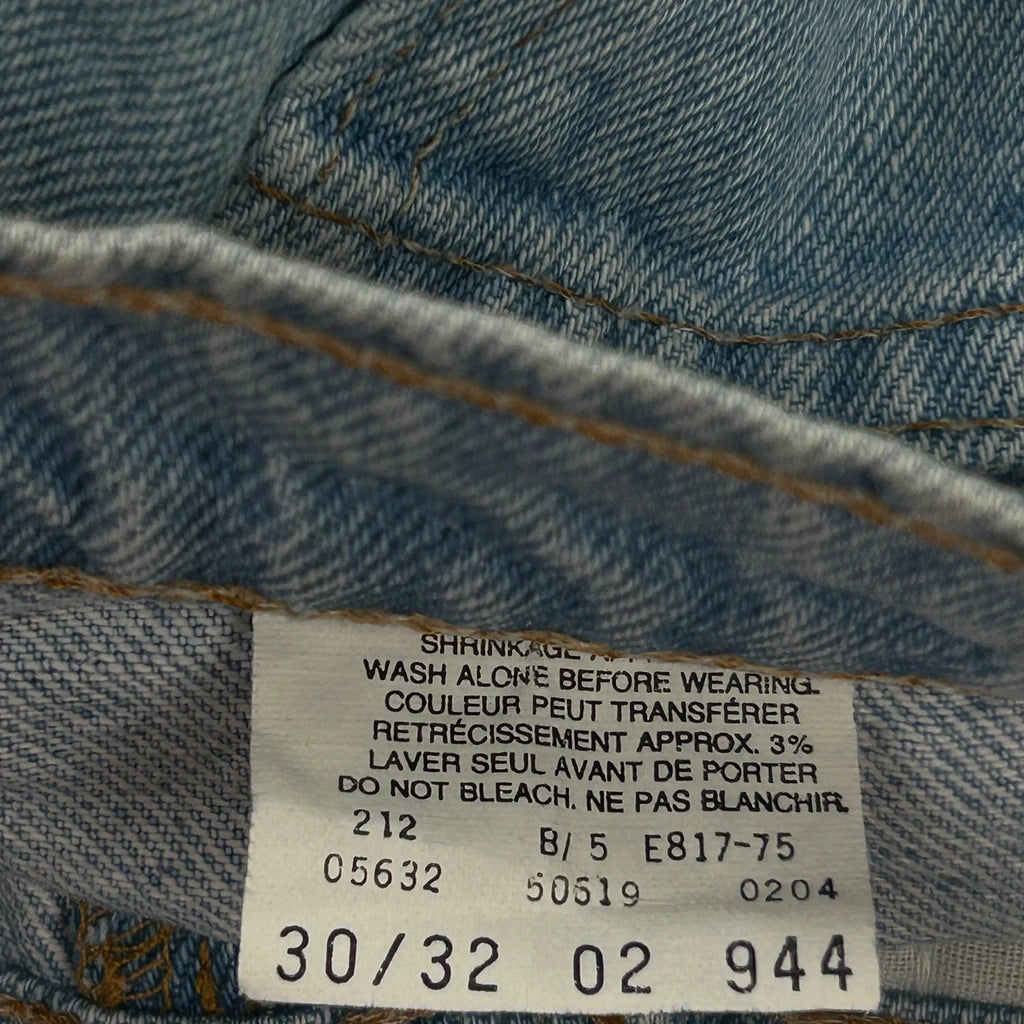 SHRINKAGE
WASH ALONE BEFORE WEARING.
COULEUR PEUT TRANSFÉRER
RETRÉCISSEMENT APPROX. 3%
LAVER SEUL AVANT DE PORTER
DO NOT BLEACH. NE PAS BLANCHIR.
212 B/ 5 E817-75
05632 50519 0204
30/32 02 944